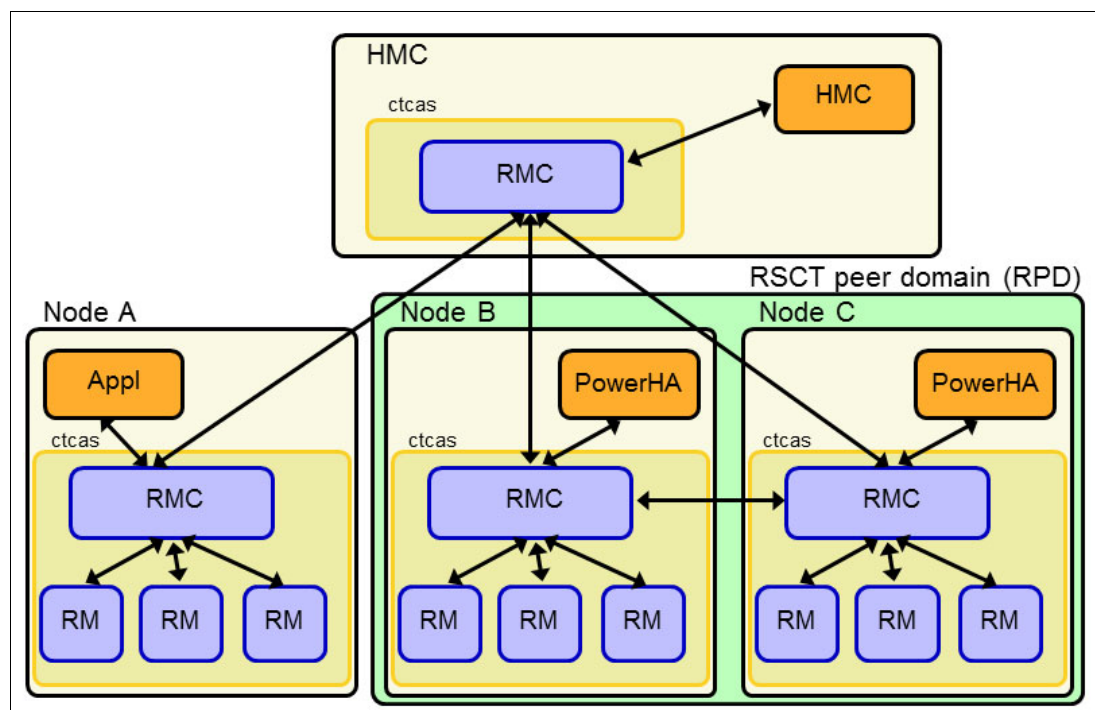 HMC
ctcas
HMC
RMC
RSCT peer domain (RPD)
Node A
Node B
Node C
Appl
PowerHA
PowerHA
ctcas
ctcas
ctcas
RMC
RMC
RMC
RM RM RM
RM RM RM
RM RM RM